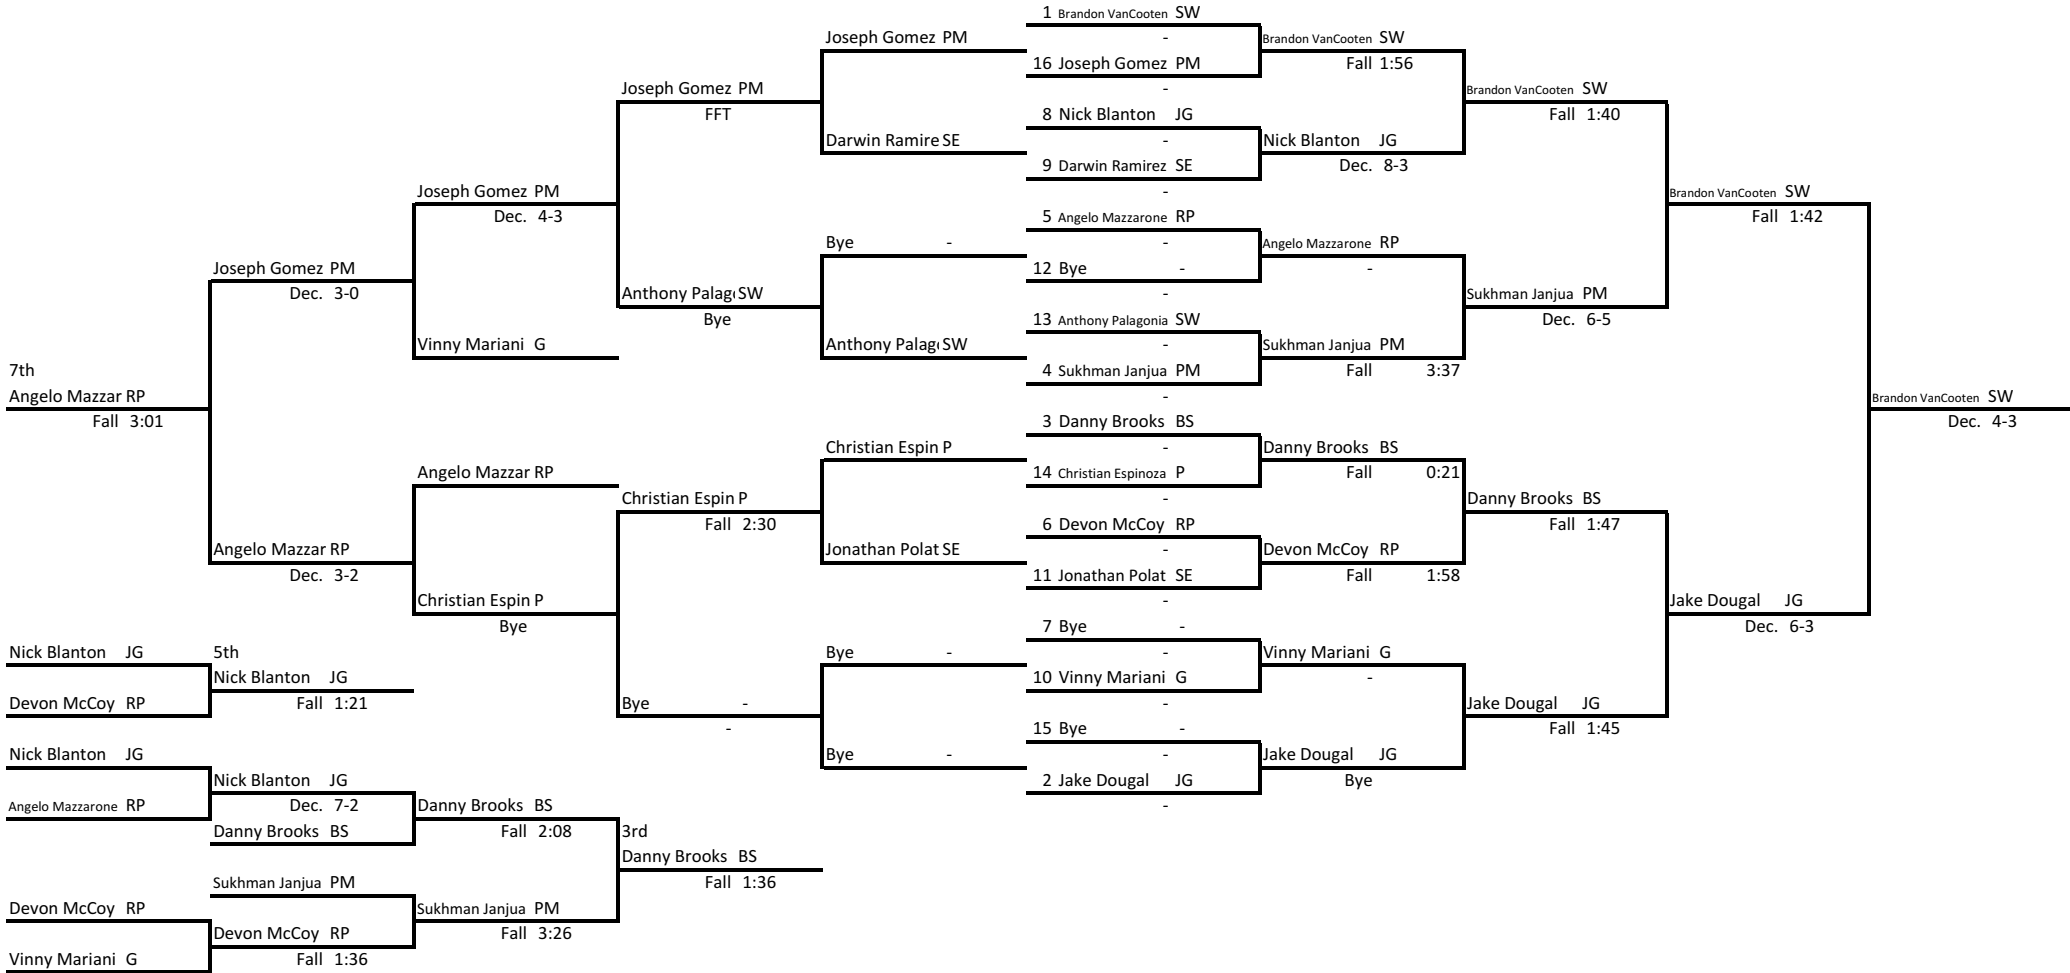 1 Brandon VanCooten SW
-
16 Joseph Gomez PM
-
8 Nick Blanton JG
-
9 Darwin Ramirez SE
-
5 Angelo Mazzarone RP
-
12 Bye -
-
13 Anthony Palagonia SW
-
4 Sukhman Janjua PM
-
3 Danny Brooks BS
-
14 Christian Espinoza P
-
6 Devon McCoy RP
-
11 Jonathan Polat SE
-
7 Bye -
-
10 Vinny Mariani G
-
15 Bye -
-
2 Jake Dougal JG
-
Brandon VanCooten SW
Fall 1:56
Nick Blanton JG
Dec. 8-3
Angelo Mazzarone RP
-
Sukhman Janjua PM
Fall 3:37
Danny Brooks BS
Fall 0:21
Devon McCoy RP
Fall 1:58
Vinny Mariani G
-
Jake Dougal JG
Bye
Brandon VanCooten SW
Fall 1:40
Sukhman Janjua PM
Dec. 6-5
Danny Brooks BS
Fall 1:47
Jake Dougal JG
Fall 1:45
Brandon VanCooten SW
Fall 1:42
Jake Dougal JG
Dec. 6-3
Brandon VanCooten SW
Dec. 4-3
Joseph Gomez PM
Darwin Ramire SE
Bye -
Anthony Palag SW
Christian Espin P
Jonathan Polat SE
Bye -
Bye -
Joseph Gomez PM
FFT
Anthony Palag SW
Bye
Christian Espin P
Fall 2:30
Bye -
-
Joseph Gomez PM
Dec. 4-3
Vinny Mariani G
Angelo Mazzar RP
Christian Espin P
Bye
Joseph Gomez PM
Dec. 3-0
Angelo Mazzar RP
Dec. 3-2
7th
Angelo Mazzar RP
Fall 3:01
Nick Blanton JG
Devon McCoy RP
5th
Nick Blanton JG
Fall 1:21
Nick Blanton JG
Angelo Mazzarone RP
Nick Blanton JG
Dec. 7-2
Danny Brooks BS
Danny Brooks BS
Fall 2:08
Sukhman Janjua PM
Devon McCoy RP
Vinny Mariani G
Devon McCoy RP
Fall 1:36
Sukhman Janjua PM
Fall 3:26
3rd
Danny Brooks BS
Fall 1:36